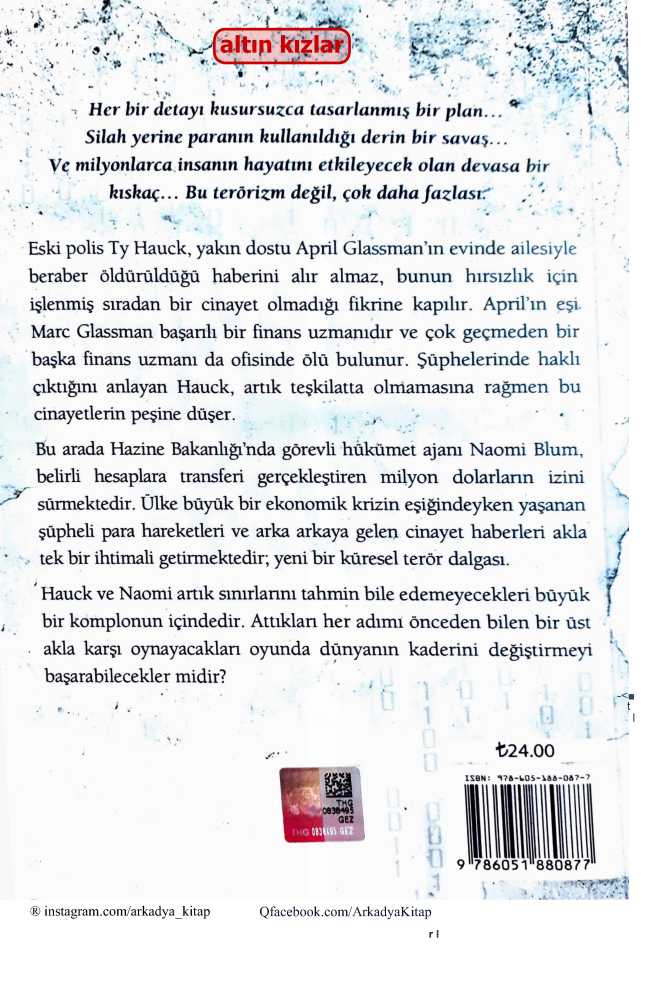 altın kızlar
Her bir detayı kusursuzca tasarlanmış bir plan...
Silah yerine paranın kullanıldığı derin bir savaş...
Ve milyonlarca insanın hayatını etkileyecek olan devasa bir
kıskaç... Bu terörizm değil, çok daha fazlası.
Eski polis Ty Hauck, yakın dostu April Glassman'ın evinde ailesiyle
beraber öldürüldüğü haberini alır almaz, bunun hırsızlık için
işlenmiş sıradan bir cinayet olmadığı fikrine kapılır. April'ın eşi
Marc Glassman başarılı bir finans uzmanıdır ve çok geçmeden bir
başka finans uzmanı da ofisinde ölü bulunur. Şüphelerinde haklı
çıktığını anlayan Hauck, artık teşkilatta olmamasına rağmen bu
cinayetlerin peşine düşer.
Bu arada Hazine Bakanlığı'nda görevli hükümet ajanı Naomi Blum,
belirli hesaplara transferi gerçekleştiren milyon dolarların izini
sürmektedir. Ülke büyük bir ekonomik krizin eşiğindeyken yaşanan
şüpheli para hareketleri ve arka arkaya gelen cinayet haberleri akla
tek bir ihtimali getirmektedir; yeni bir küresel terör dalgası.
Hauck ve Naomi artık sınırlarını tahmin bile edemeyecekleri büyük
bir komplonun içindedir. Attıkları her adımı önceden bilen bir üst
akla karşı oynayacakları oyunda dünyanın kaderini değiştirmeyi
başarabilecekler midir?
₺24.00
ISBN: 978-605-188-087-7
THG
0838495
GEZ
THG 0838495 GEZ
9 786051 880877
® instagram.com/arkadya_kitap
Qfacebook.com/ArkadyaKitap
r l